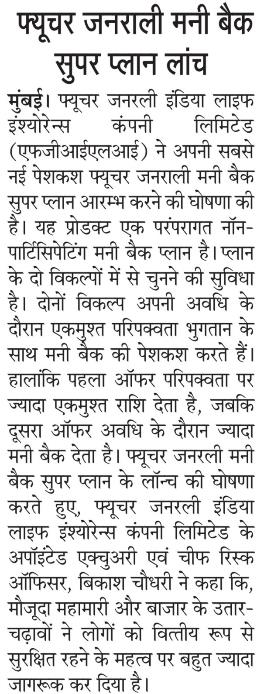 फ्यूचर जनराली मनी बैक
सुपर प्लान लांच
मुंबई। फ्यूचर जनरली इंडिया लाइफ
इंश्योरेन्स कंपनी लिमिटेड
(एफजीआईएलआई) ने अपनी सबसे
नई पेशकश फ्यूचर जनराली मनी बैक
सुपर प्लान आरम्भ करने की घोषणा की
है। यह प्रोडक्ट एक परंपरागत नॉन-
पार्टिसिपेटिंग मनी बैक प्लान है। प्लान
के दो विकल्पों में से चुनने की सुविधा
है। दोनों विकल्प अपनी अवधि के
दौरान एकमुश्त परिपक्वता भुगतान के
साथ मनी बैक की पेशकश करते हैं।
हालांकि पहला ऑफर परिपक्वता पर
ज्यादा एकमुश्त राशि देता है, जबकि
दूसरा ऑफर अवधि के दौरान ज्यादा
मनी बैक देता है। फ्यूचर जनरली मनी
बैक सुपर प्लान के लॉन्च की घोषणा
करते हुए, फ्यूचर जनरली इंडिया
लाइफ इंश्योरेन्स कंपनी लिमिटेड के
अपॉइंटेड एक्चुअरी एवं चीफ रिस्क
ऑफिसर, बिकाश चौधरी ने कहा कि,
मौजूदा महामारी और बाजार के उतार-
चढ़ावों ने लोगों को वित्तीय रूप से
सुरक्षित रहने के महत्व पर बहुत ज्यादा
जागरूक कर दिया है।